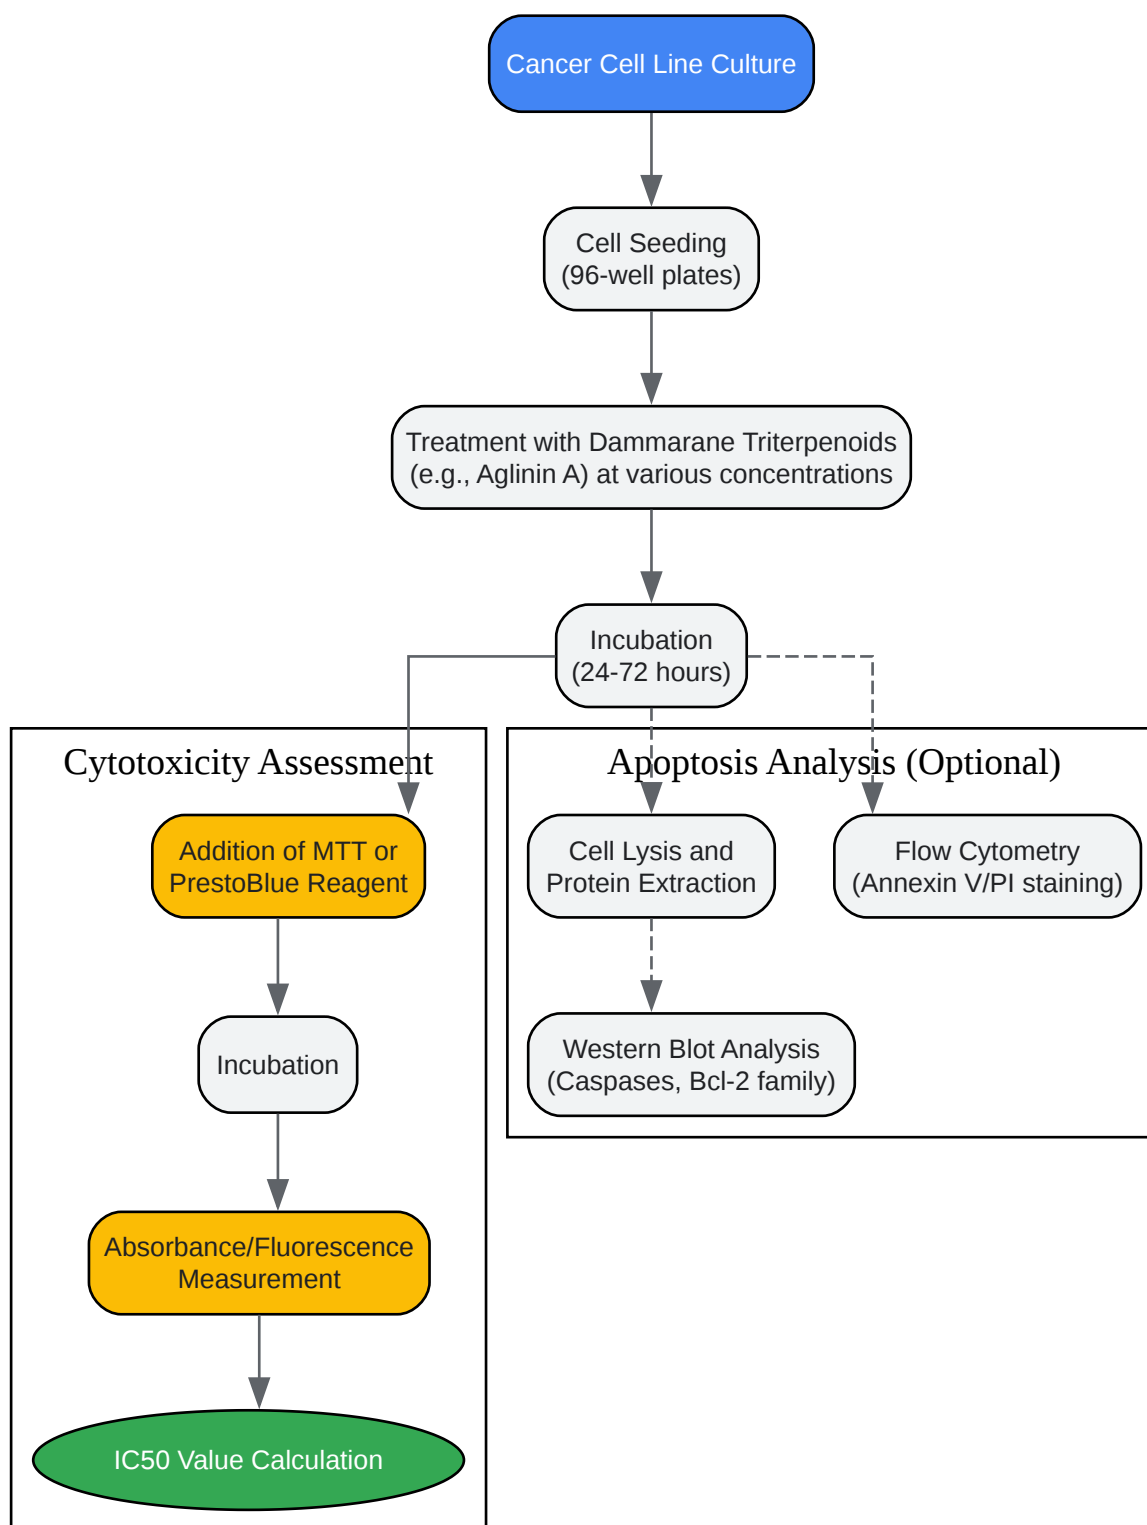 Cancer Cell Line Culture
Cell Seeding
(96-well plates)
Treatment with Dammarane Triterpenoids
(e.g., Aglinin A) at various concentrations
Incubation
(24-72 hours)
Cytotoxicity Assessment
Addition of MTT or
PrestoBlue Reagent
Incubation
Absorbance/Fluorescence
Measurement
IC50 Value Calculation
Apoptosis Analysis (Optional)
Cell Lysis and
Protein Extraction
Flow Cytometry
(Annexin V/PI staining)
Western Blot Analysis
(Caspases, Bcl-2 family)